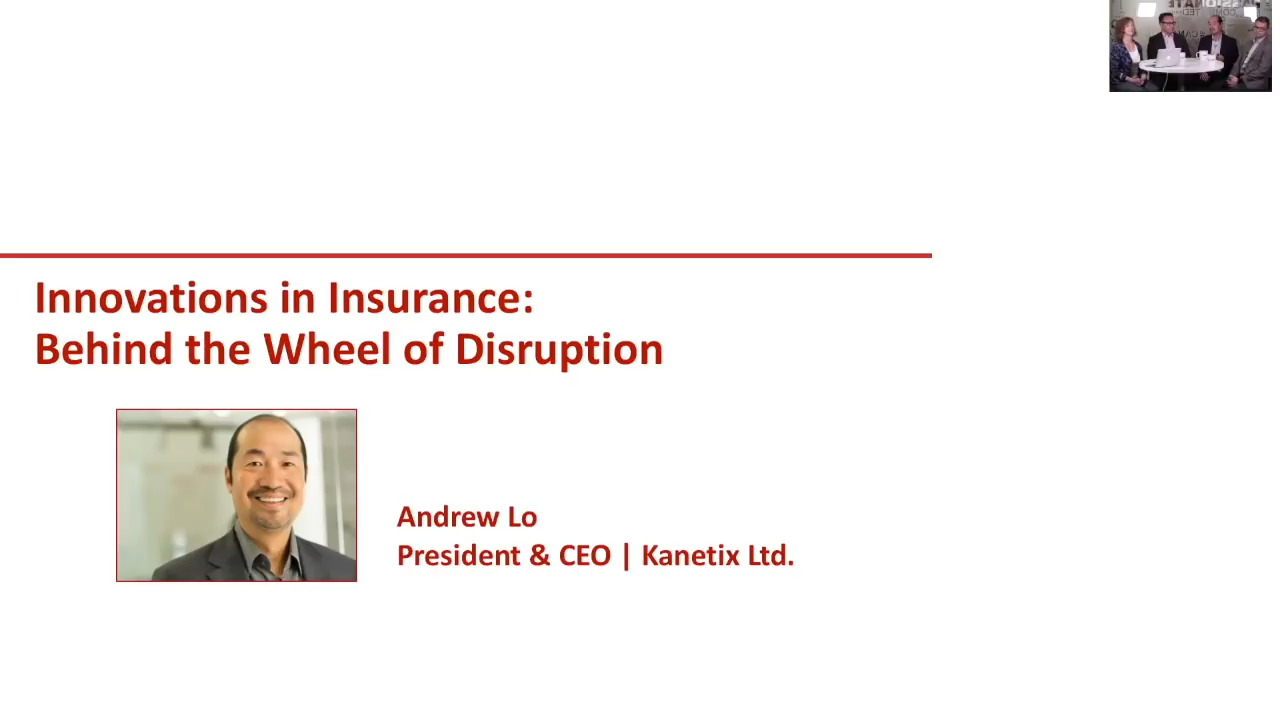 Innovations in Insurance:
Behind the Wheel of Disruption
Andrew Lo
President & CEO | Kanetix Ltd.